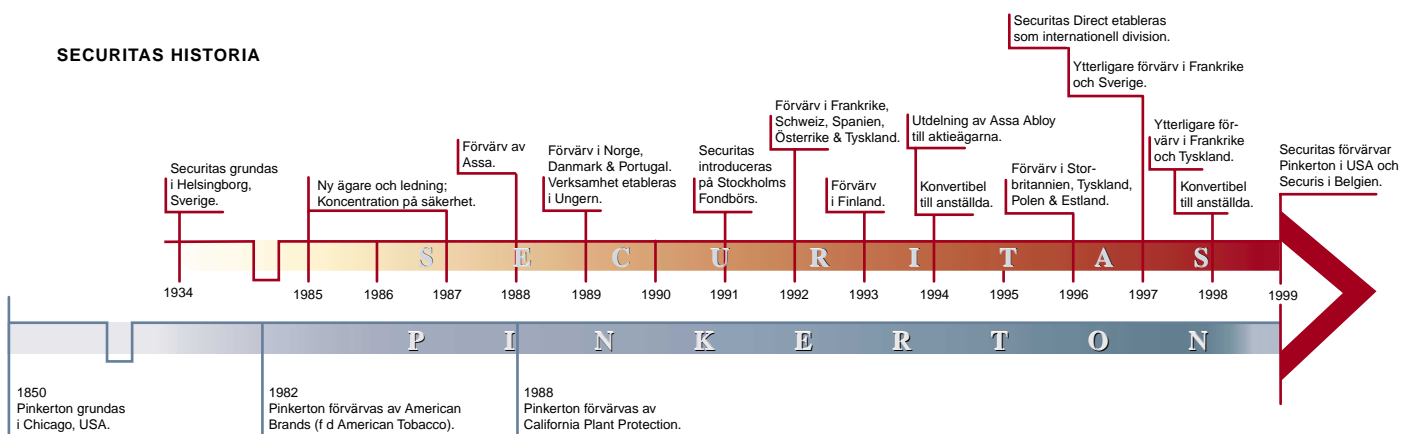 SECURITAS HISTORIA
Securitas grundas
i Helsingborg,
Sverige.
Ny ägare och ledning;
Koncentration på säkerhet.
Förvärv av
Assa.
Förvärv i Norge,
Danmark & Portugal.
Verksamhet etableras
i Ungern.
Securitas
introduceras
på Stockholms
Fondbörs.
Förvärv i Frankrike,
Schweiz, Spanien,
Österrike & Tyskland.
Förvärv
i Finland.
Utdelning av Assa Abloy
till aktieägarna.
Konvertibel
till anställda.
Förvärv i Stor-
britannien, Tyskland,
Polen & Estland.
Securitas Direct etableras
som internationell division.
Ytterligare förvärv i Frankrike
och Sverige.
Ytterligare för-
värv i Frankrike
och Tyskland.
Konvertibel
till anställda.
Securitas förvärvar
Pinkerton i USA och
Securis i Belgien.
SECURITAS
1934 1985 1986 1987 1988 1989 1990 1991 1992 1993 1994 1995 1996 1997 1998 1999
PINKERTON
1850
Pinkerton grundas
i Chicago, USA.
1982
Pinkerton förvärvas av American
Brands (f d American Tobacco).
1988
Pinkerton förvärvas av
California Plant Protection.